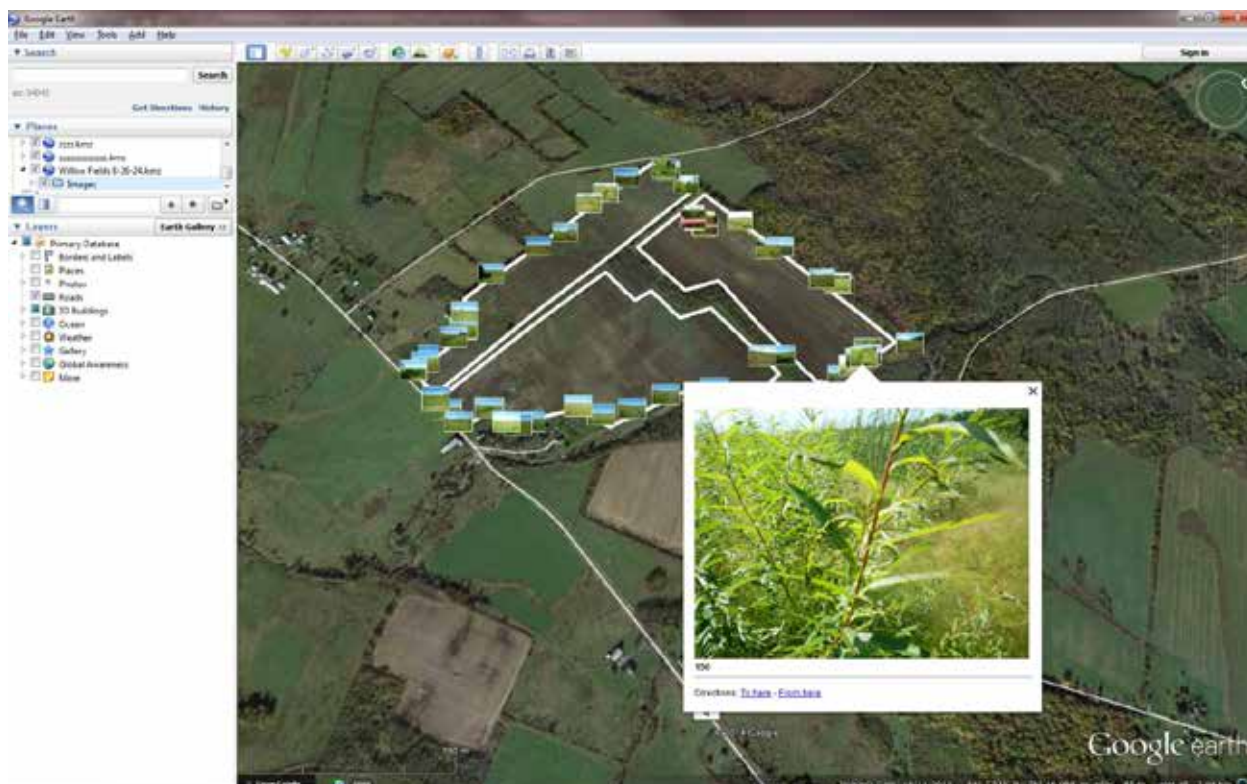 Google Earth
File Edit View Tools Add Help
Search
Sign in
Search
Get Directions History
Places
Willow Fields 8-26-24.kmz
Images
Layers
Earth Gallery
Primary Database
Borders and Labels
Places
Photos
Roads
3D Buildings
Ocean
Weather
Gallery
Global Awareness
More
Directions: To here - From here
Google earth